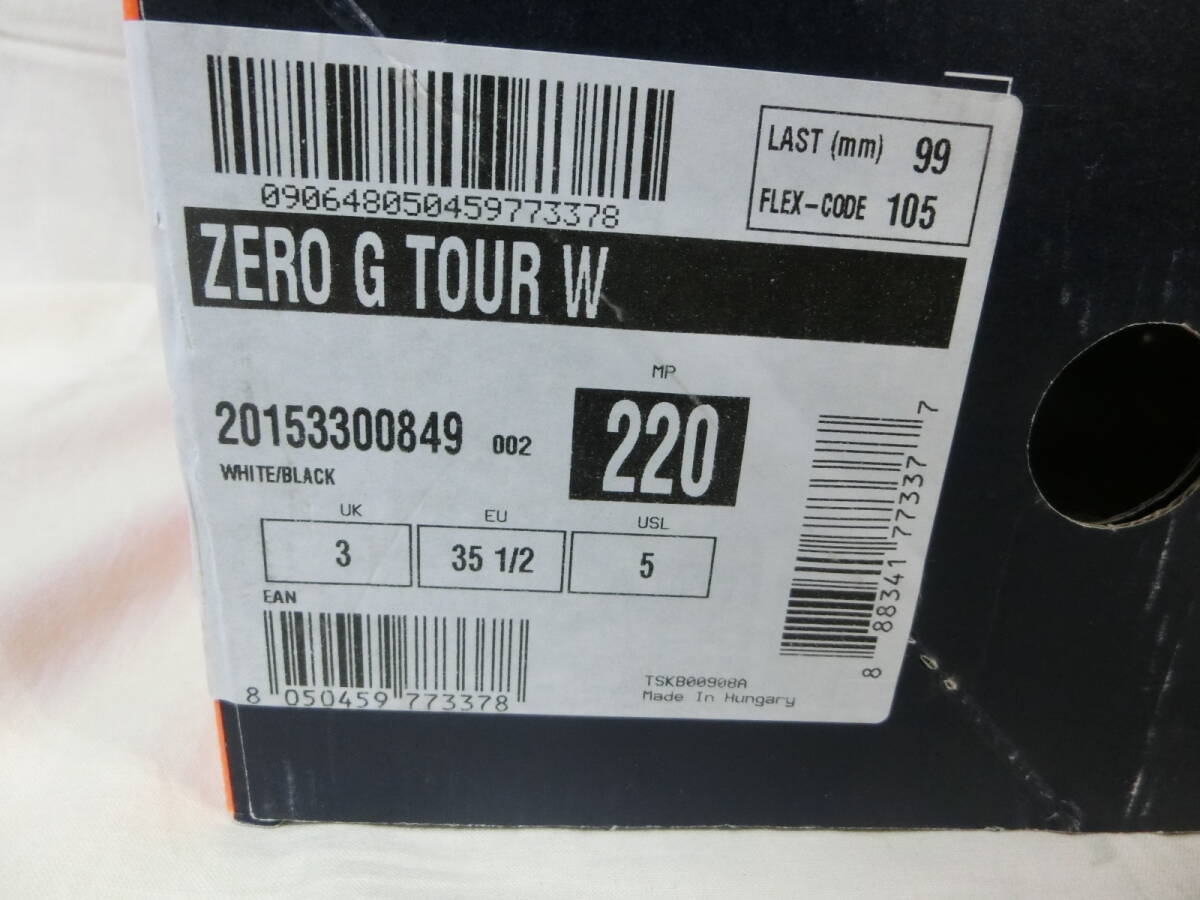 090648050459773378
LAST (mm) 99
FLEX-CODE 105
ZERO G TOUR W
MP
20153300849 002 220
WHITE/BLACK
UK EU USL
3 35 1/2 5
EAN
8 050459 773378
8 88341 77337 7
TSKB00908A
Made In Hungary